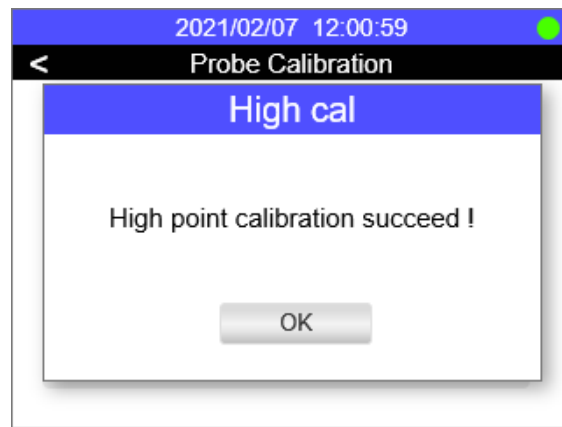 2021/02/07 12:00:59
< Probe Calibration
High cal
High point calibration succeed !
OK